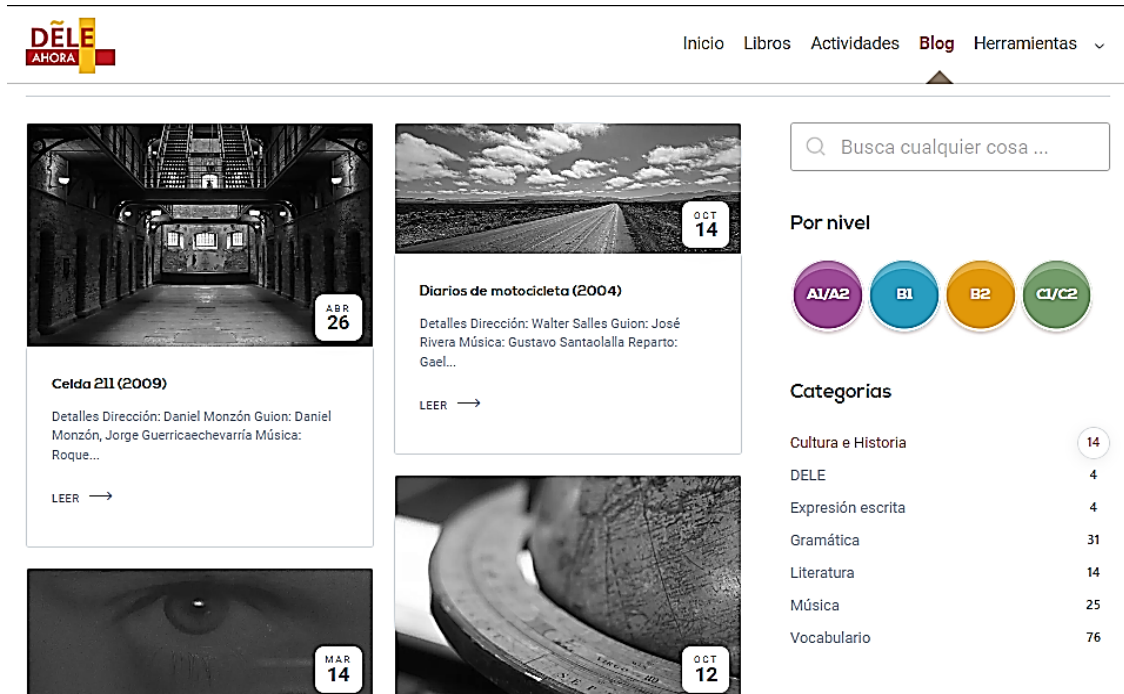 DẼLE
AHORA
Inicio Libros Actividades Blog Herramientas
ABR
26
Celda 211 (2009)
Detalles Dirección: Daniel Monzón Guion: Daniel
Monzón, Jorge Guerricaechevarría Música:
Roque...
LEER
MAR
14
OCT
14
Diarios de motocicleta (2004)
Detalles Dirección: Walter Salles Guion: José
Rivera Música: Gustavo Santaolalla Reparto:
Gael...
LEER
OCT
12
Busca cualquier cosa ...
Por nivel
A1/A2 B1 B2 C1/C2
Categorías
Cultura e Historia 14
DELE 4
Expresión escrita 4
Gramática 31
Literatura 14
Música 25
Vocabulario 76